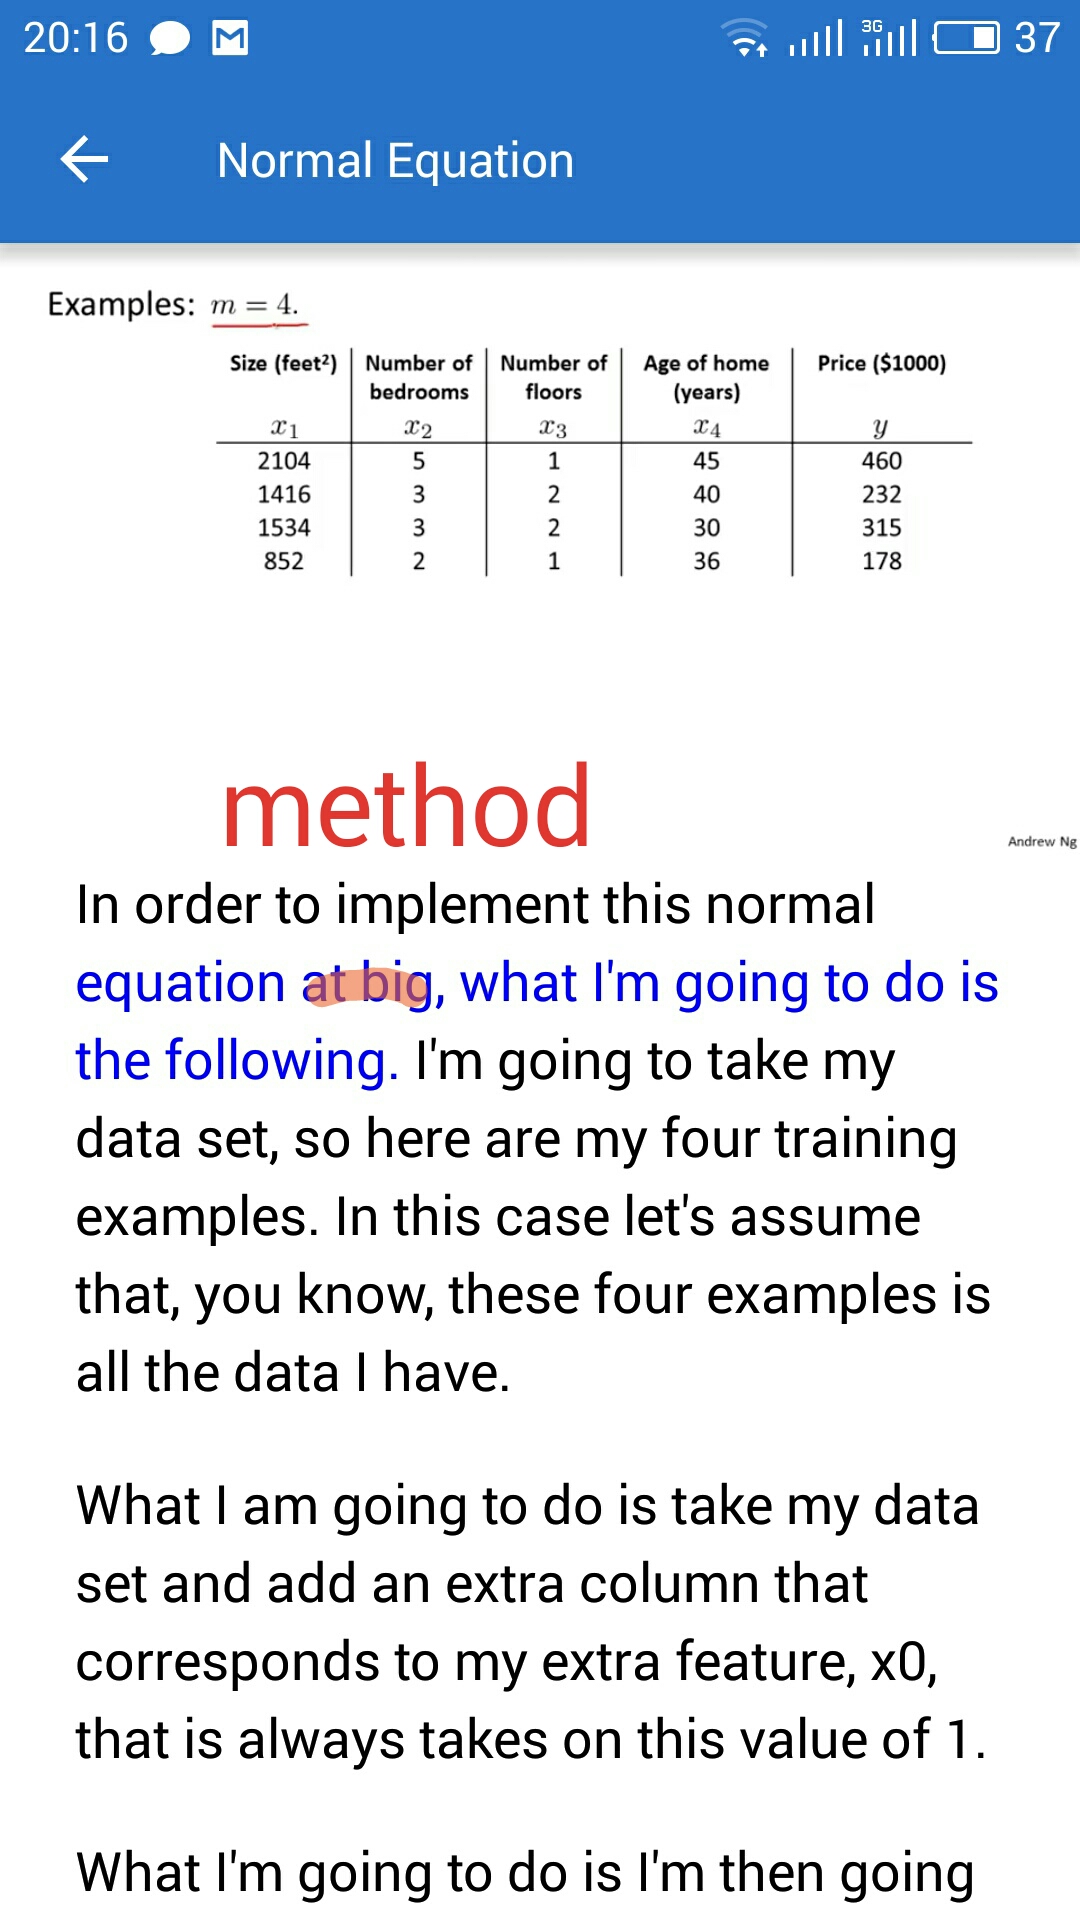 20:16 3G 37
Normal Equation
Examples: m = 4.
Size (feet²) Number of bedrooms Number of floors Age of home (years) Price ($1000)
x₁ x₂ x₃ x₄ y
2104 5 1 45 460
1416 3 2 40 232
1534 3 2 30 315
852 2 1 36 178
method
Andrew Ng
In order to implement this normal
equation at big, what I'm going to do is
the following. I'm going to take my
data set, so here are my four training
examples. In this case let's assume
that, you know, these four examples is
all the data I have.
What I am going to do is take my data
set and add an extra column that
corresponds to my extra feature, x0,
that is always takes on this value of 1.
What I'm going to do is I'm then going